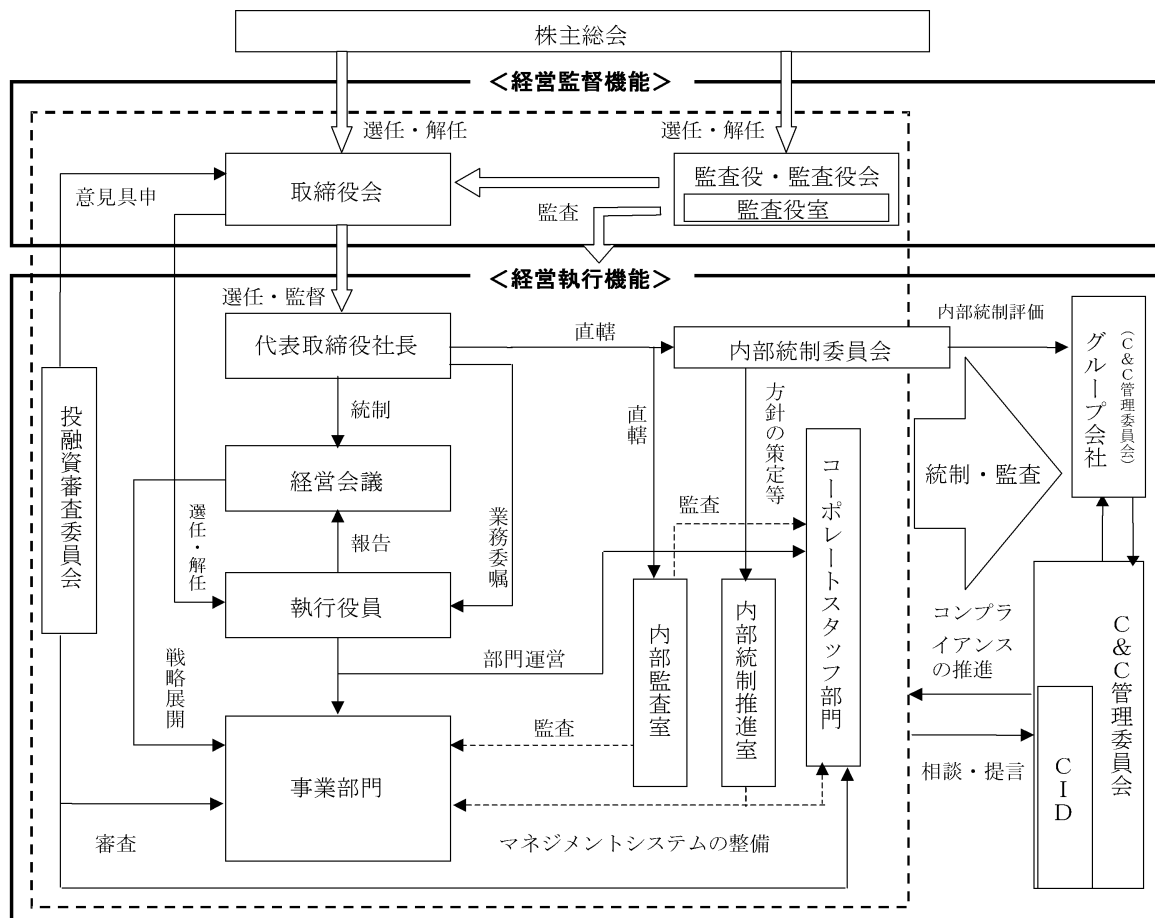 株主総会
＜経営監督機能＞
選任・解任
選任・解任
意見具申
取締役会
監査役・監査役会
監査役室
監査
＜経営執行機能＞
選任・監督
代表取締役社長
直轄
内部統制委員会
内部統制評価
グループ会社
（C&C管理委員会）
統制
直轄
方針の策定等
投融資審査委員会
経営会議
コーポレートスタッフ部門
統制・監査
選任・解任
報告
業務委嘱
監査
執行役員
内部監査室
内部統制推進室
コンプラ
イアンス
の推進
C&C管理委員会
戦略展開
部門運営
監査
事業部門
相談・提言
CID
審査
マネジメントシステムの整備